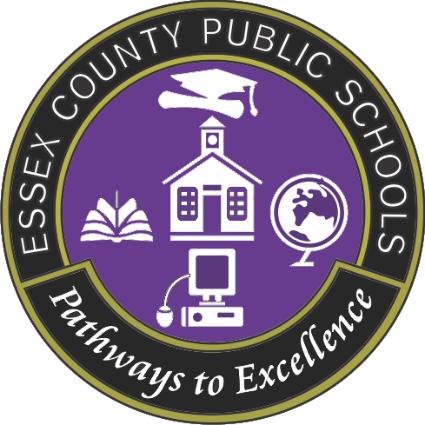 ESSEX COUNTY PUBLIC SCHOOLS
Pathways to Excellence